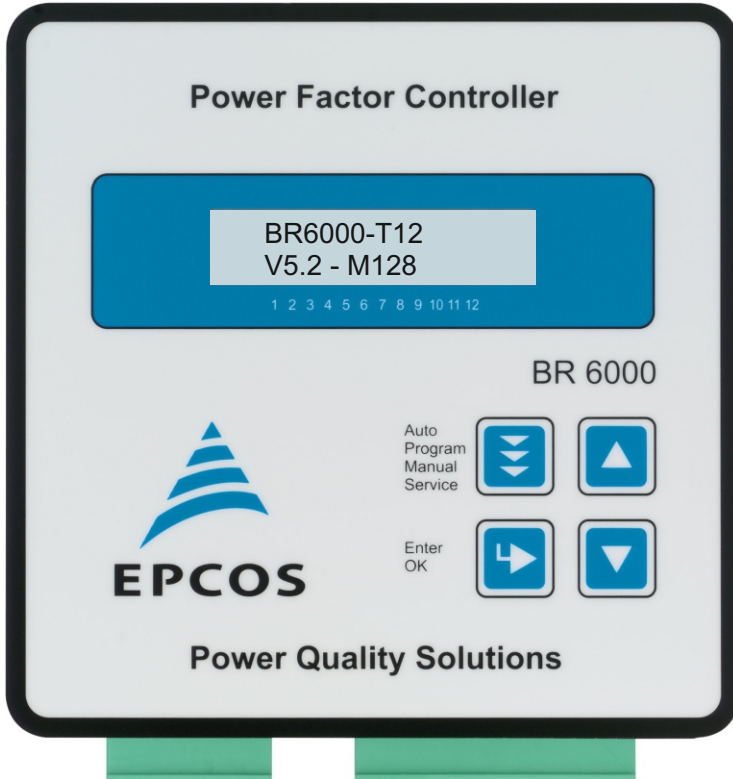 Power Factor Controller
BR6000-T12
V5.2 - M128
1 2 3 4 5 6 7 8 9 10 11 12
BR 6000
Auto
Program
Manual
Service
Enter
OK
EPCOS
Power Quality Solutions